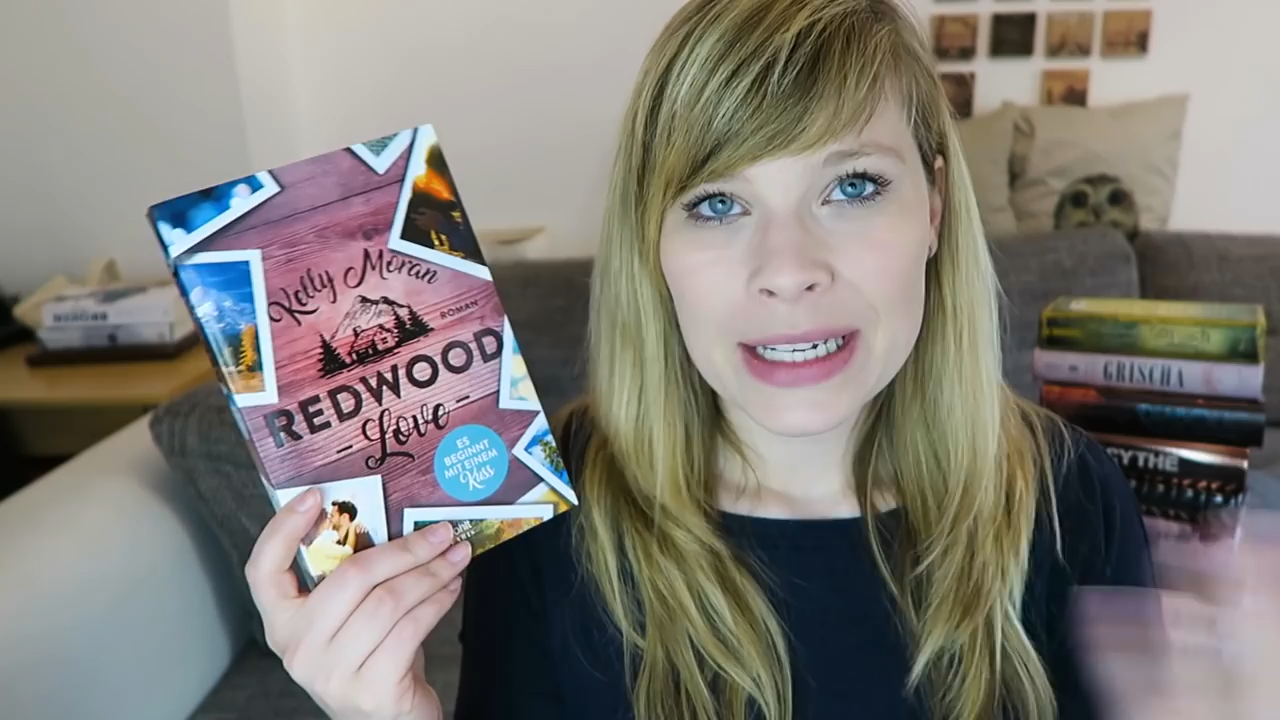 Kelly Moran
ROMAN
REDWOOD
- Love -
ES
BEGINNT
MIT EINEM
Kuss
GRISCHA
SCYTHE